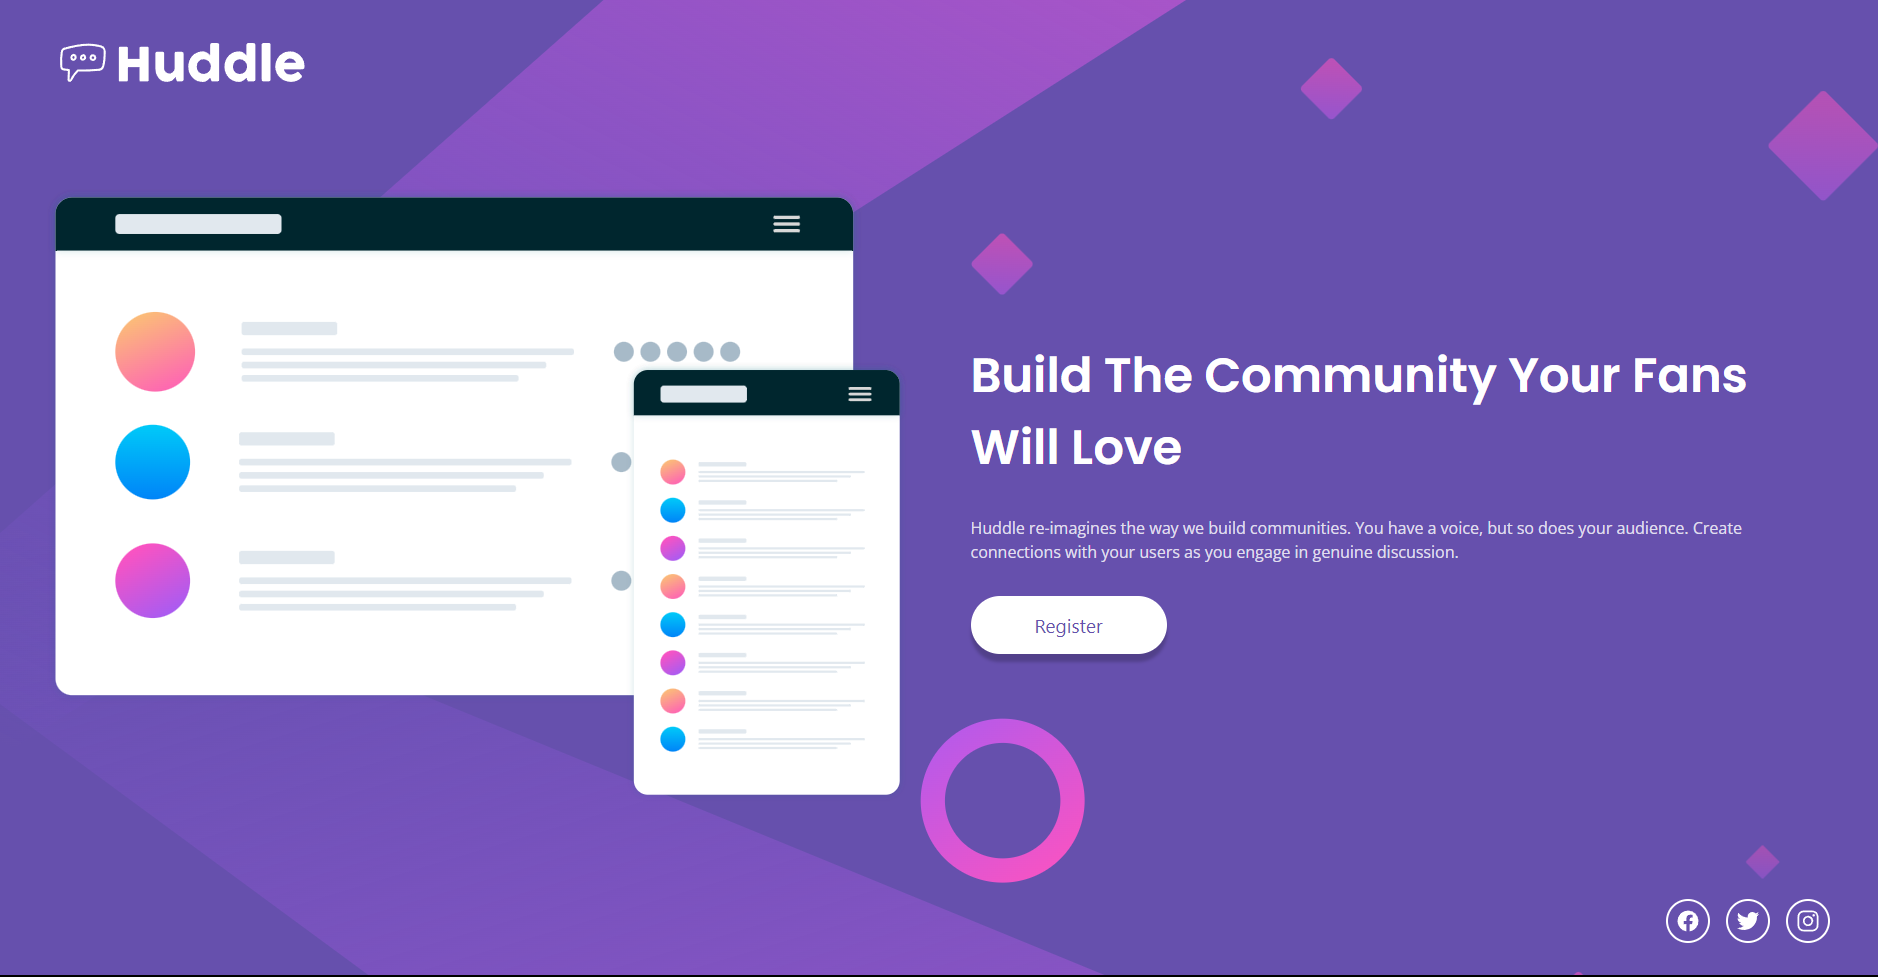 Huddle
Build The Community Your Fans
Will Love
Huddle re-imagines the way we build communities. You have a voice, but so does your audience. Create
connections with your users as you engage in genuine discussion.
Register